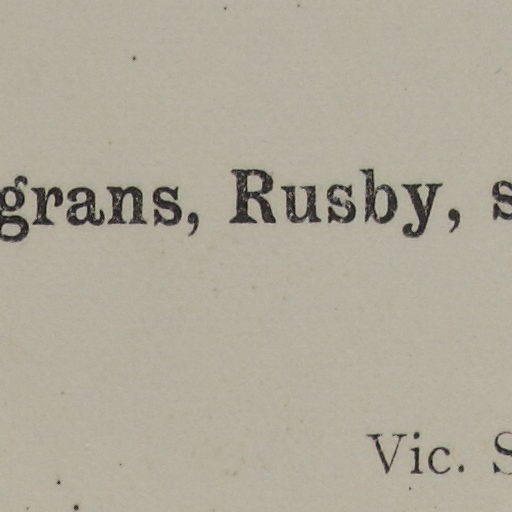 grans, Rusby, s
Vic. S